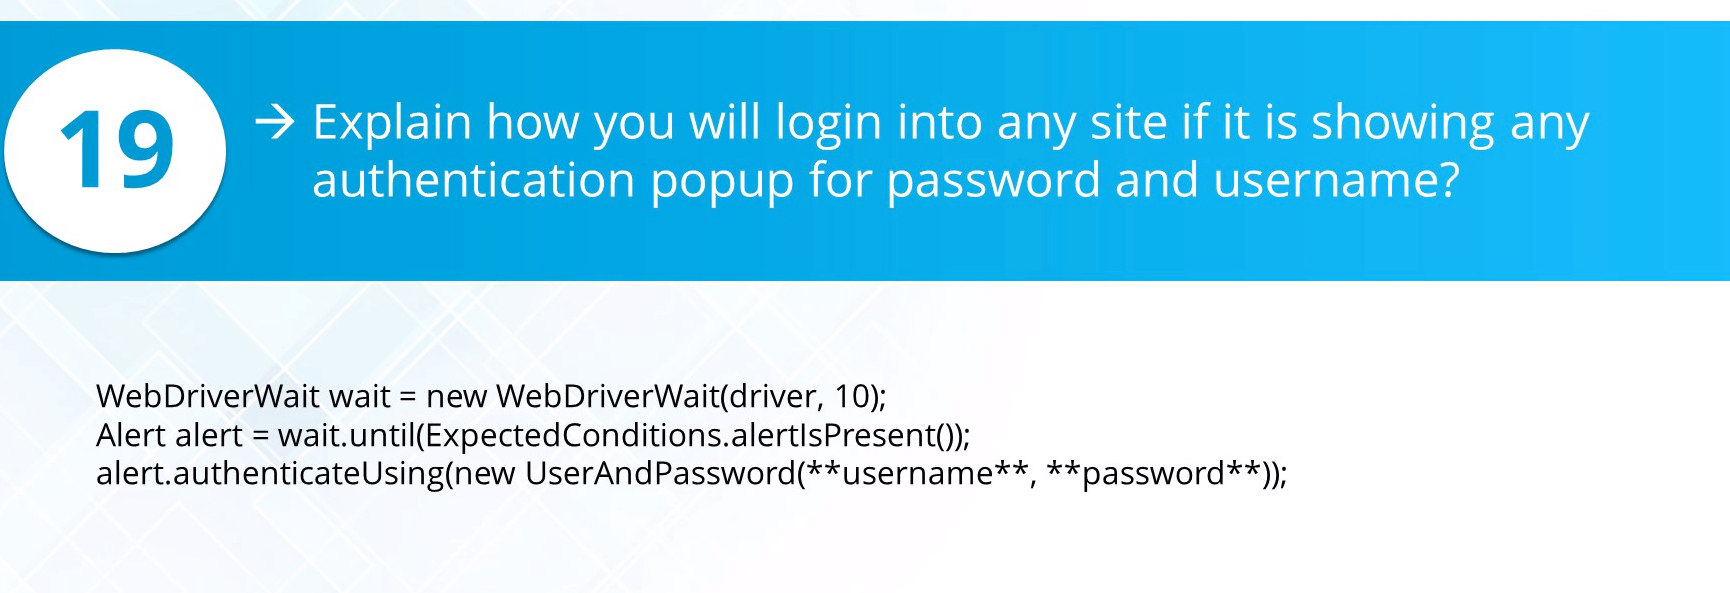 19
→ Explain how you will login into any site if it is showing any
authentication popup for password and username?
WebDriverWait wait = new WebDriverWait(driver, 10);
Alert alert = wait.until(ExpectedConditions.alertIsPresent());
alert.authenticateUsing(new UserAndPassword(**username**, **password**));